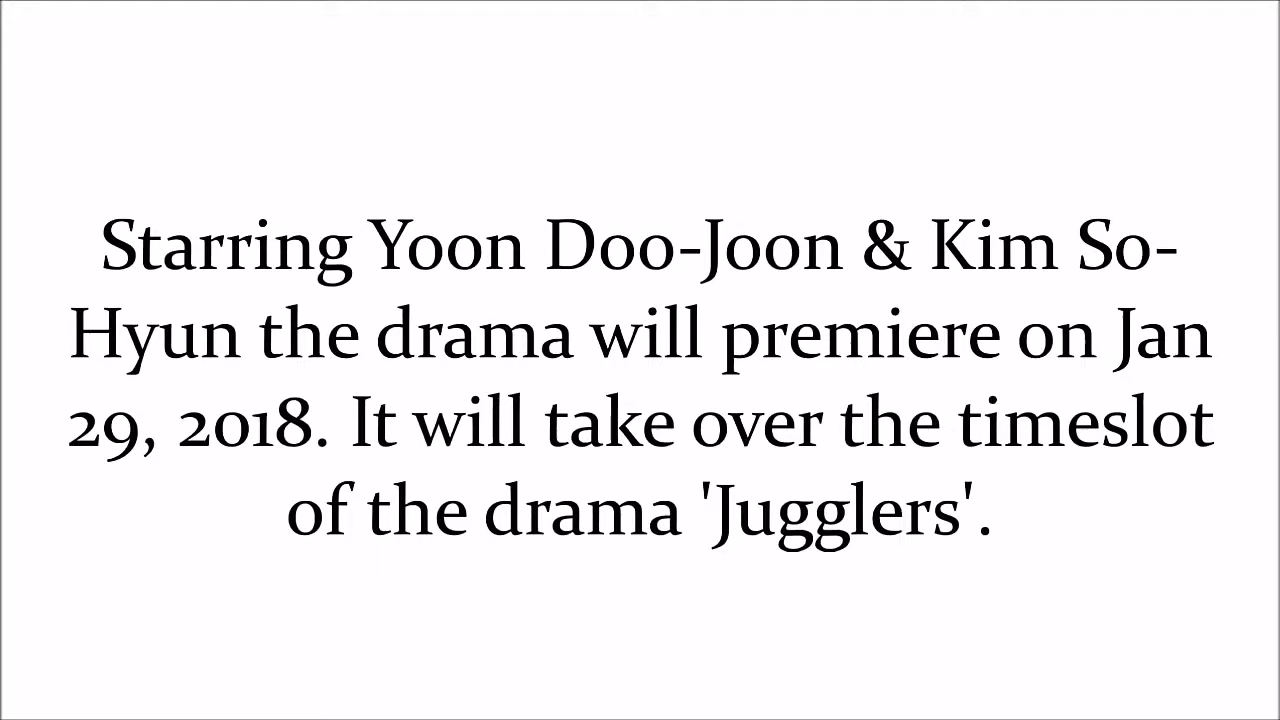 Starring Yoon Doo-Joon & Kim So-
Hyun the drama will premiere on Jan
29, 2018. It will take over the timeslot
of the drama 'Jugglers'.